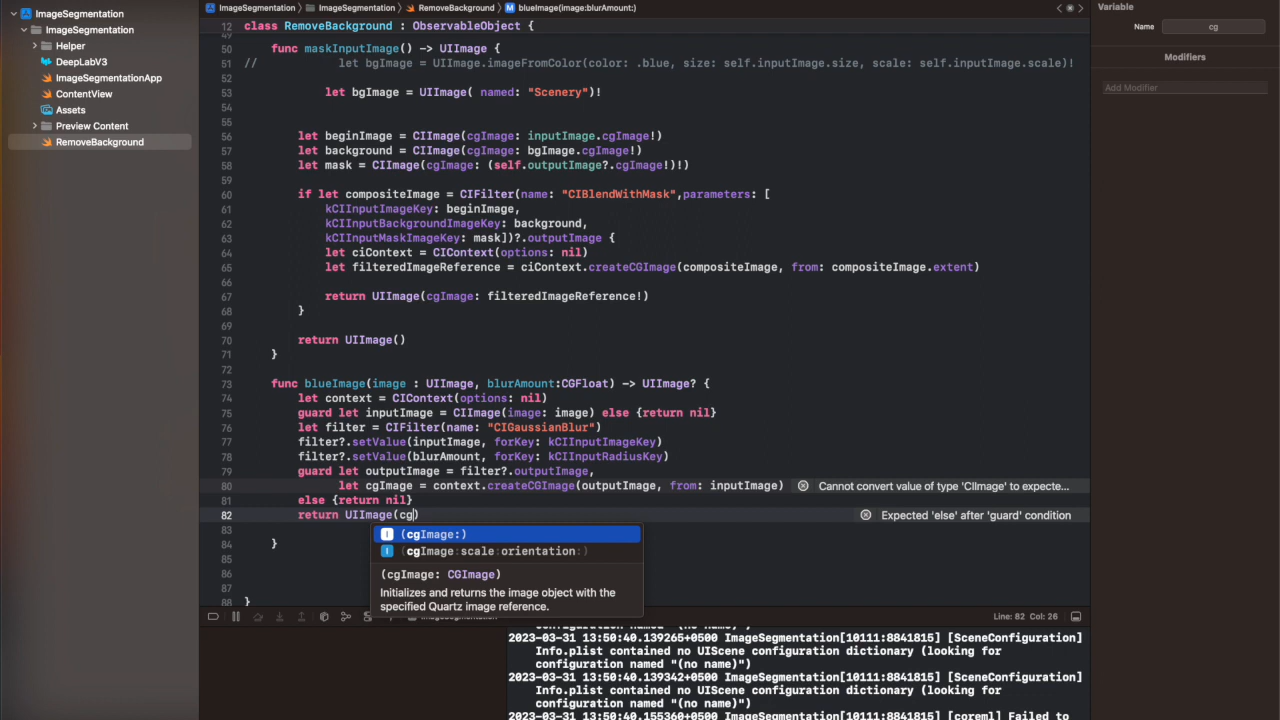 ImageSegmentation
ImageSegmentation
Helper
DeepLabV3
ImageSegmentationApp
ContentView
Assets
Preview Content
RemoveBackground
ImageSegmentation
ImageSegmentation
RemoveBackground
M blueImage(image:blurAmount:)
12 class RemoveBackground : ObservableObject {
49
50 func maskInputImage() -> UIImage {
51 // let bgImage = UIImage.imageFromColor(color: .blue, size: self.inputImage.size, scale: self.inputImage.scale)!
52
53 let bgImage = UIImage( named: "Scenery")!
54
55
56 let beginImage = CIImage(cgImage: inputImage.cgImage!)
57 let background = CIImage(cgImage: bgImage.cgImage!)
58 let mask = CIImage(cgImage: (self.outputImage?.cgImage!)!)
59
60 if let compositeImage = CIFilter(name: "CIBlendWithMask",parameters: [
61 kCIInputImageKey: beginImage,
62 kCIInputBackgroundImageKey: background,
63 kCIInputMaskImageKey: mask])?.outputImage {
64 let ciContext = CIContext(options: nil)
65 let filteredImageReference = ciContext.createCGImage(compositeImage, from: compositeImage.extent)
66
67 return UIImage(cgImage: filteredImageReference!)
68 }
69
70 return UIImage()
71 }
72
73 func blueImage(image : UIImage, blurAmount:CGFloat) -> UIImage? {
74 let context = CIContext(options: nil)
75 guard let inputImage = CIImage(image: image) else {return nil}
76 let filter = CIFilter(name: "CIGaussianBlur")
77 filter?.setValue(inputImage, forKey: kCIInputImageKey)
78 filter?.setValue(blurAmount, forKey: kCIInputRadiusKey)
79 guard let outputImage = filter?.outputImage,
80 let cgImage = context.createCGImage(outputImage, from: inputImage) Cannot convert value of type 'CIImage' to expecte...
81 else {return nil}
82 return UIImage(cg) Expected 'else' after 'guard' condition
I (cgImage:)
I (cgImage:scale:orientation:)
(cgImage: CGImage)
Initializes and returns the image object with the
specified Quartz image reference.
83
84 }
85
86
87
88 }
ImageSegmentation
Line: 82 Col: 26
configuration named "(no name)")
2023-03-31 13:50:40.139265+0500 ImageSegmentation[10111:8841815] [SceneConfiguration]
Info.plist contained no UIScene configuration dictionary (looking for
configuration named "(no name)")
2023-03-31 13:50:40.139342+0500 ImageSegmentation[10111:8841815] [SceneConfiguration]
Info.plist contained no UIScene configuration dictionary (looking for
configuration named "(no name)")
2023-03-31 13:50:40.155360+0500 ImageSegmentation[10111:8841815] [coreml] Failed to
Variable
Name cg
Modifiers
Add Modifier